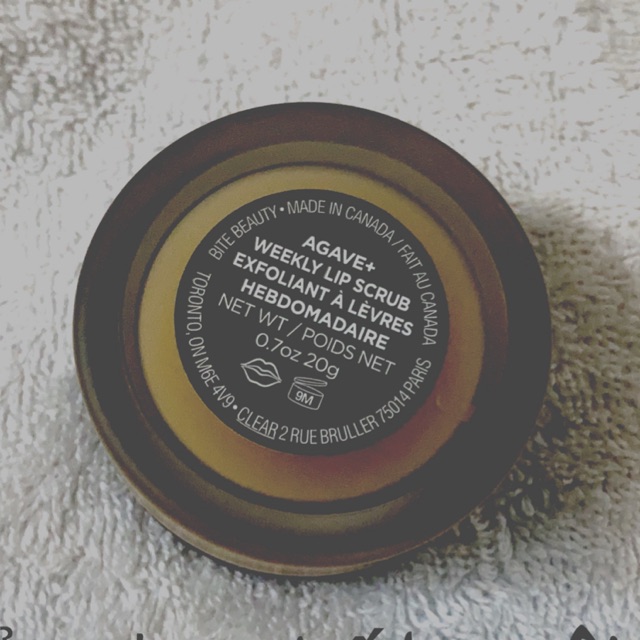 BITE BEAUTY • MADE IN CANADA / FAIT AU CANADA
AGAVE+
WEEKLY LIP SCRUB
EXFOLIANT À LÈVRES
HEBDOMADAIRE
NET WT / POIDS NET
0.7oz 20g
9M
TORONTO, ON M6E 4V9 • CLEAR 2 RUE BRULLER 75014 PARIS